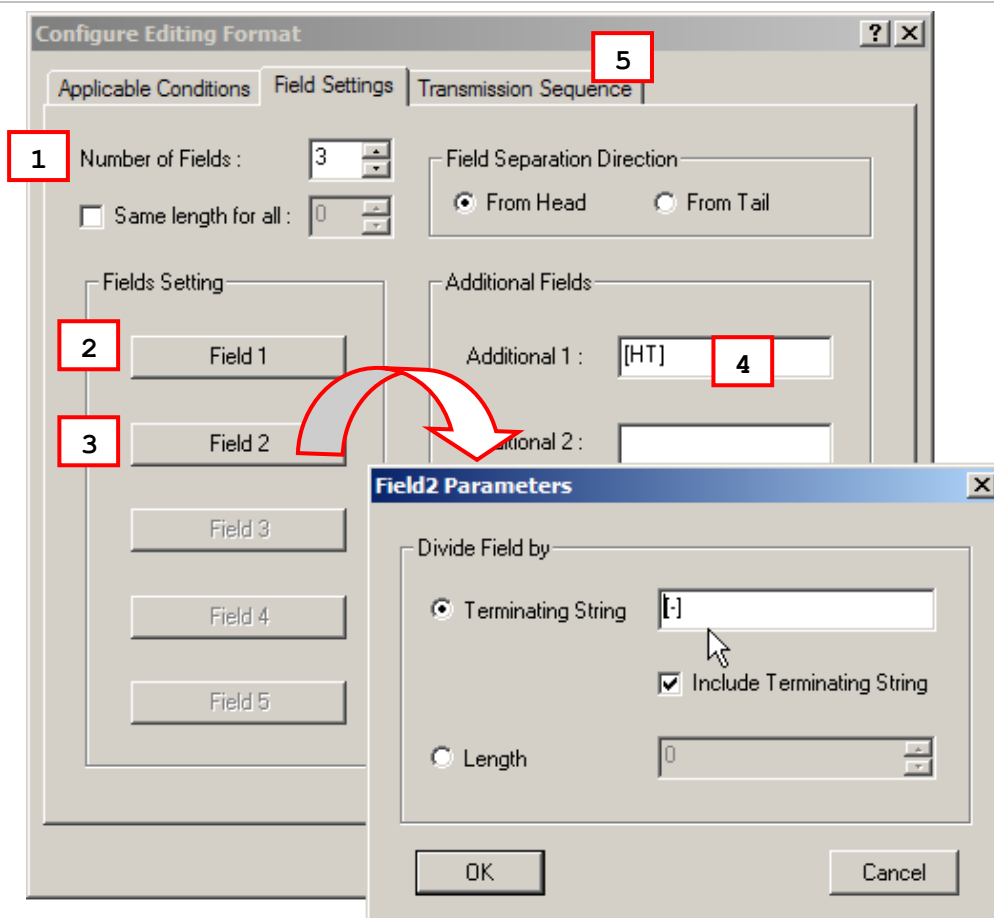 Configure Editing Format
5
Applicable Conditions Field Settings Transmission Sequence
1 Number of Fields : 3 Field Separation Direction
Same length for all : 0 From Head From Tail
Fields Setting Additional Fields
2 Field 1 Additional 1 : [HT] 4
3 Field 2 itional 2 :
Field2 Parameters
Field 3 Divide Field by
Field 4 Terminating String [-]
Include Terminating String
Field 5
Length 0
OK Cancel